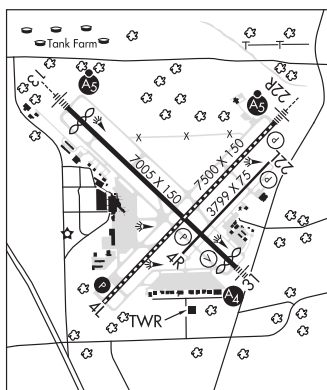 Tank Farm
A5
13
A5
22R
X X X
7005 X 150
7500 X 150
3799 X 75
22L
P
P
V
4R
31
P
4L
A4
TWR